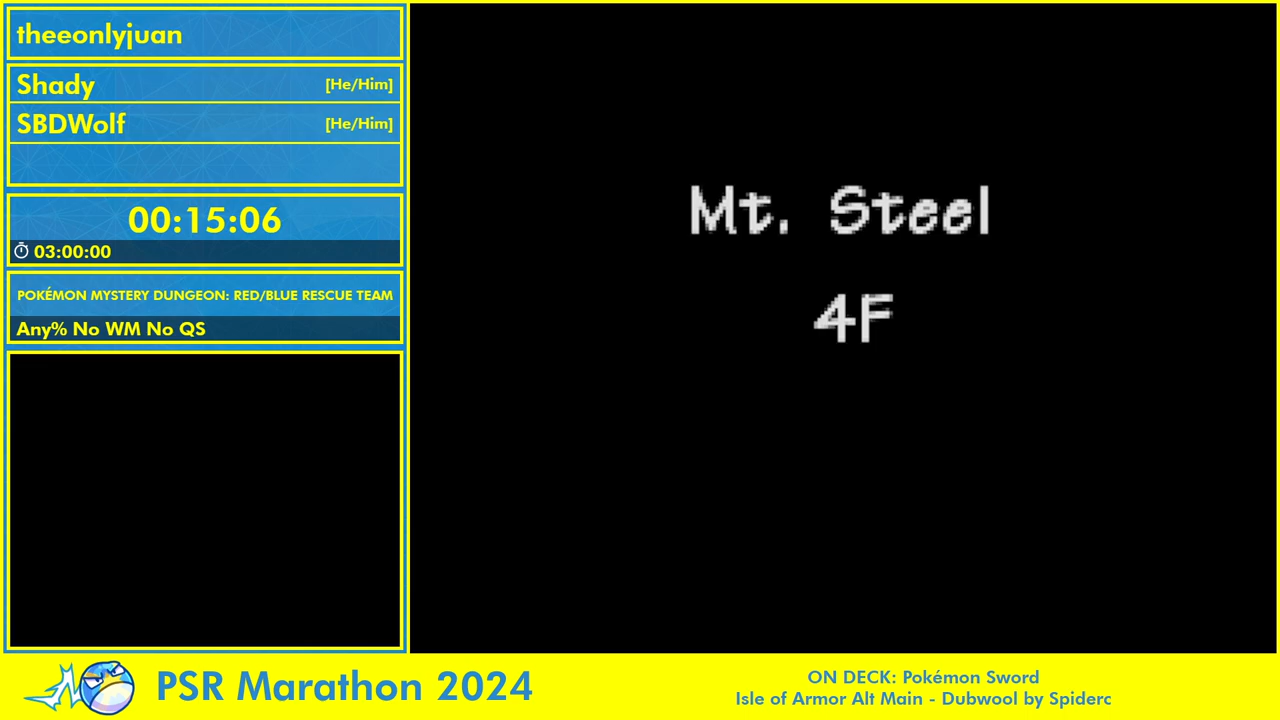 theeonlyjuan
Shady [He/Him]
SBDWolf [He/Him]
00:15:06
03:00:00
POKÉMON MYSTERY DUNGEON: RED/BLUE RESCUE TEAM
Any% No WM No QS
Mt. Steel
4F
PSR Marathon 2024
ON DECK: Pokémon Sword
Isle of Armor Alt Main - Dubwool by Spiderc